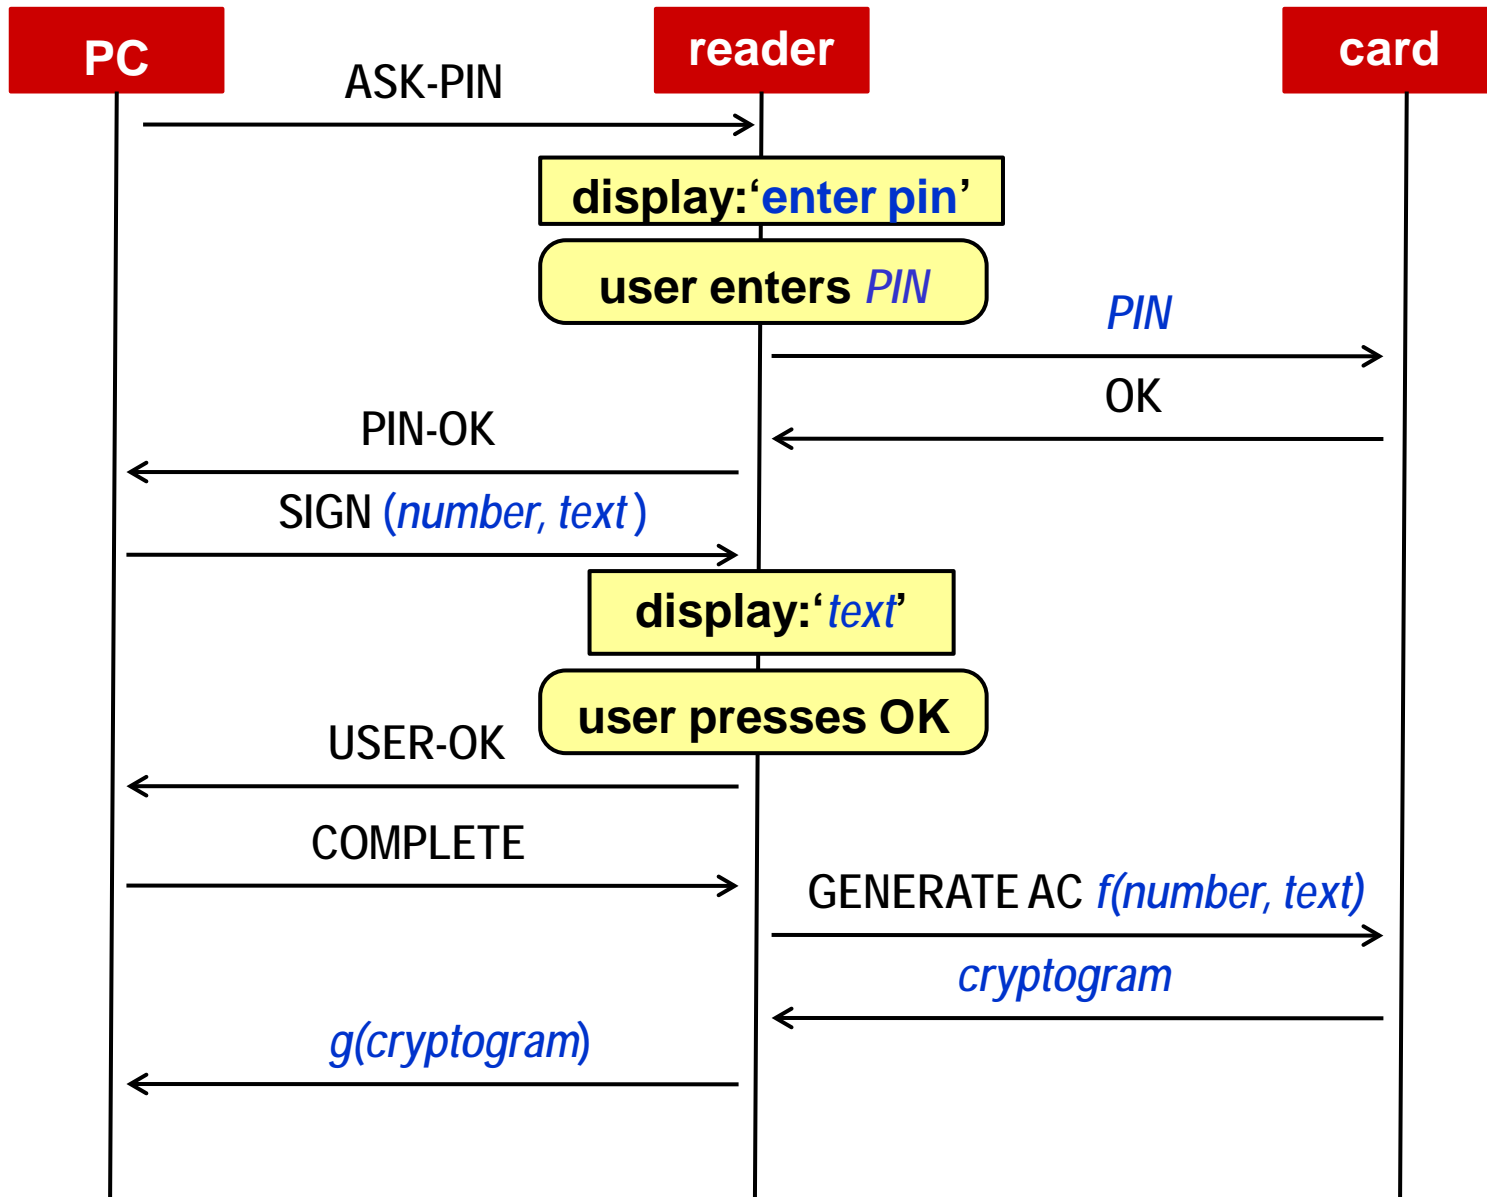 PC
reader
card
ASK-PIN
display:‘enter pin’
user enters PIN
PIN
OK
PIN-OK
SIGN (number, text )
display:‘text’
user presses OK
USER-OK
COMPLETE
GENERATE AC f(number, text)
cryptogram
g(cryptogram)